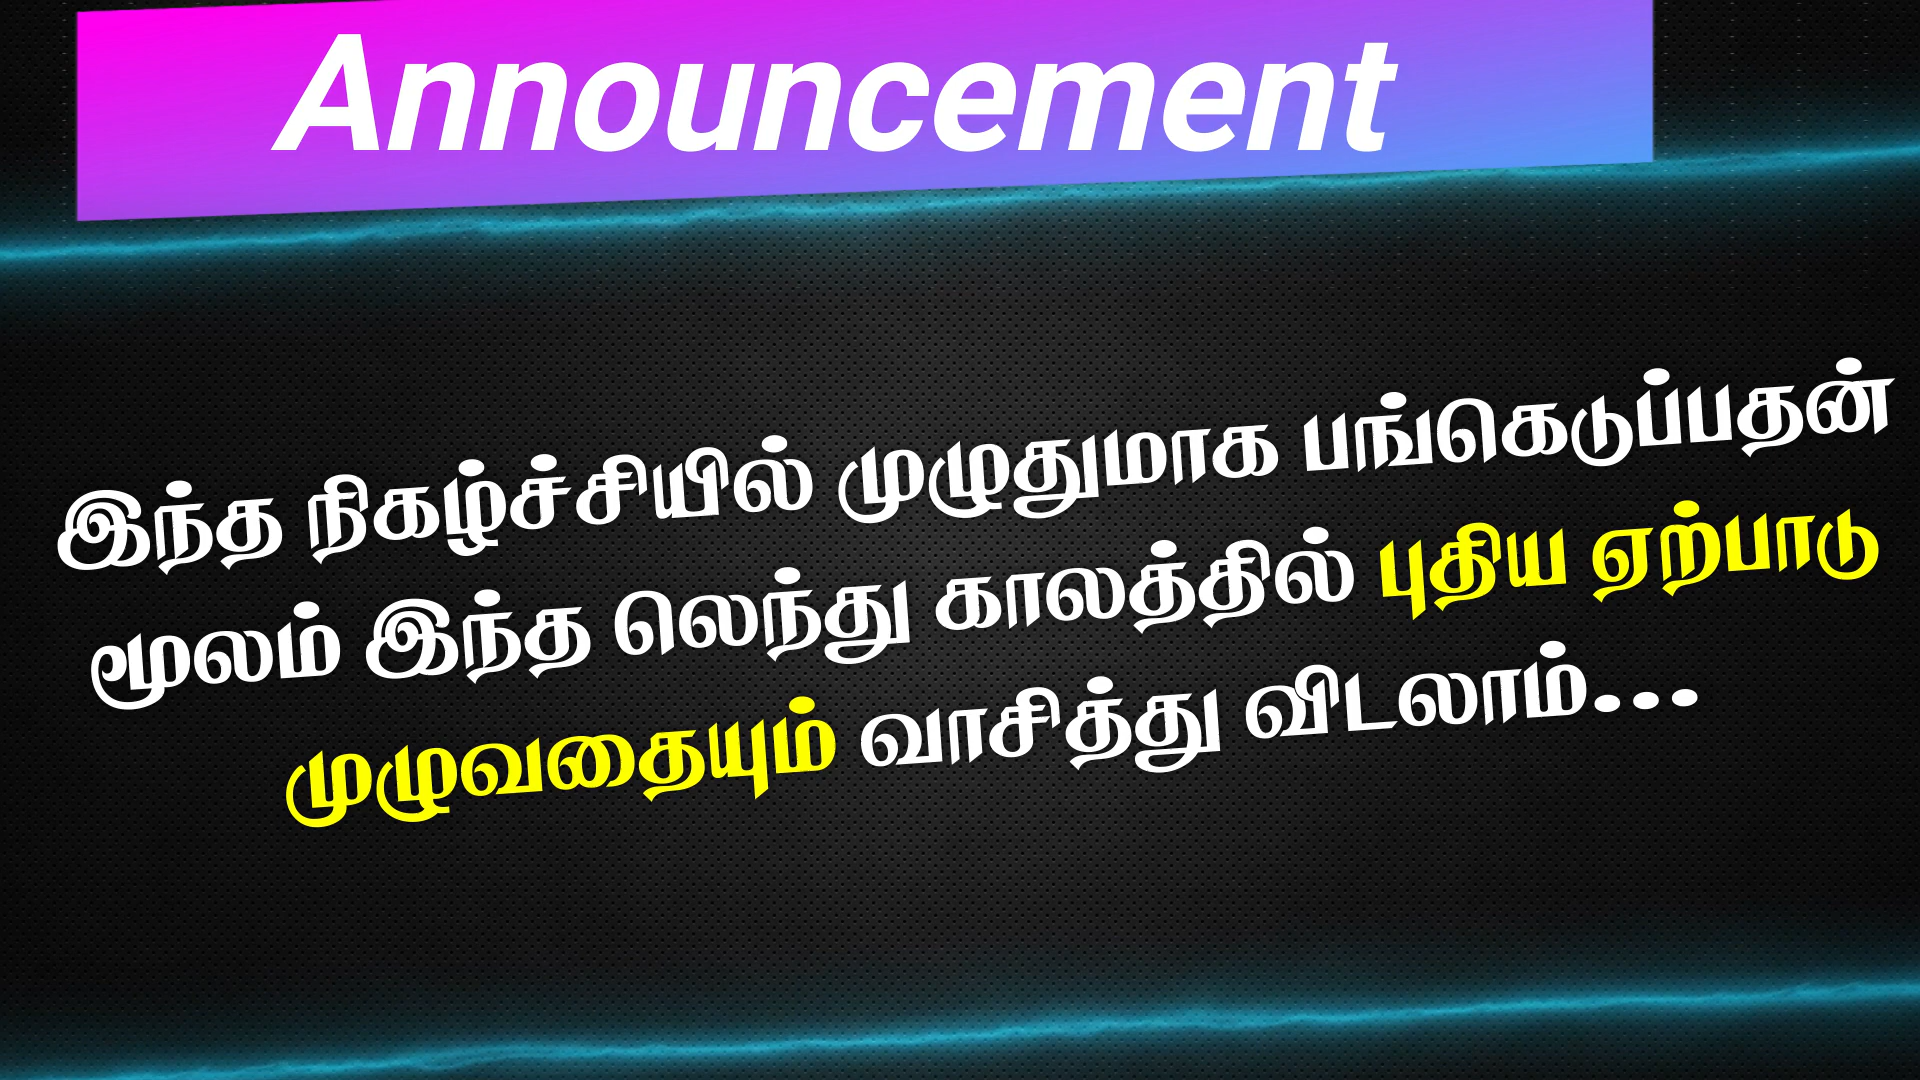 Announcement
இந்த நிகழ்ச்சியில் முழுதுமாக பங்கெடுப்பதன்
மூலம் இந்த லெந்து காலத்தில் புதிய ஏற்பாடு
முழுவதையும் வாசித்து விடலாம்...